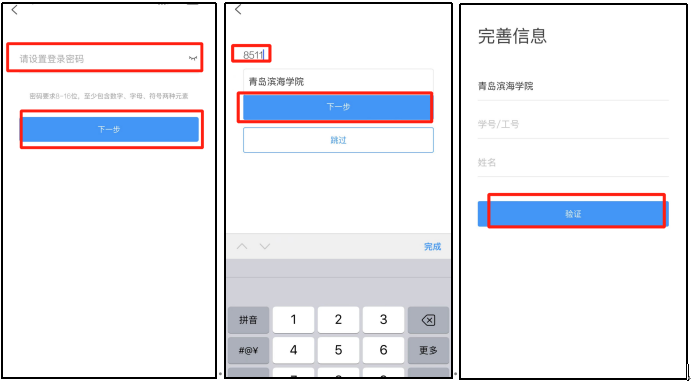 请设置登录密码
密码要求8-16位，至少包含数字、字母、符号两种元素
下一步
8511
青岛滨海学院
下一步
跳过
完成
拼音
1
2
3
#@¥
4
5
6
更多
完善信息
青岛滨海学院
学号/工号
姓名
验证